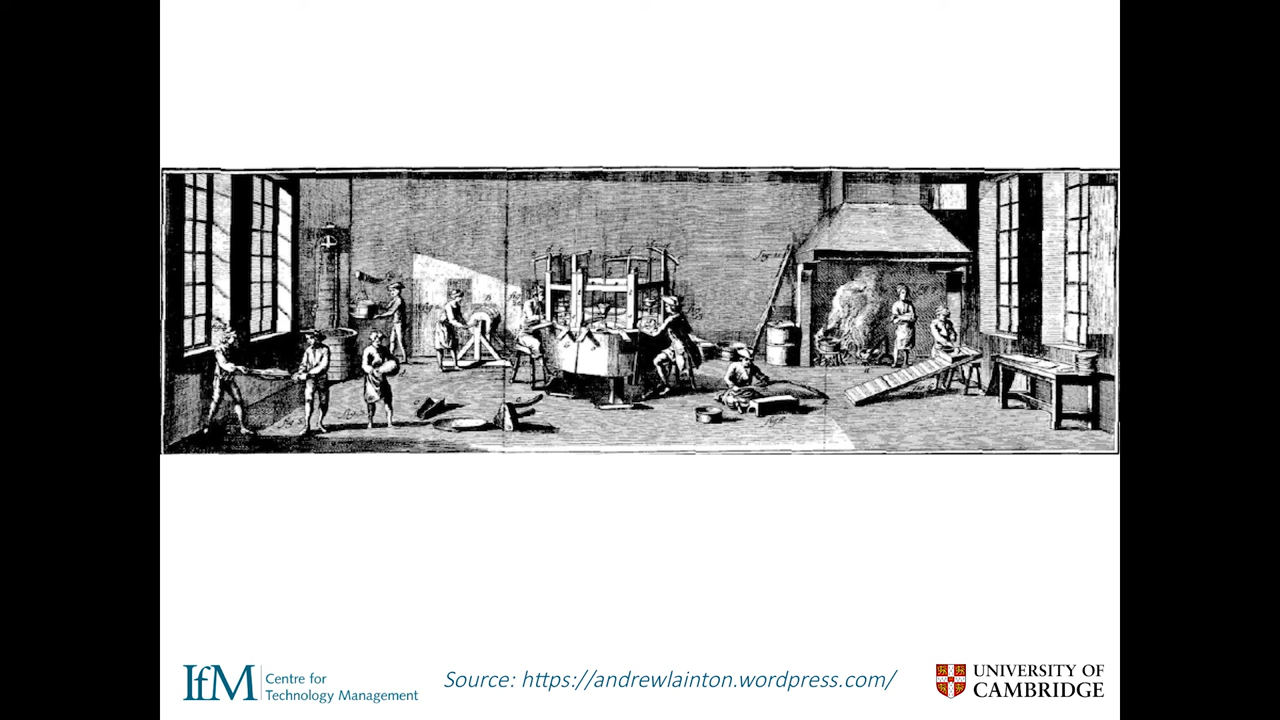 IfM
Centre for
Technology Management
Source: https://andrewlainton.wordpress.com/
UNIVERSITY OF
CAMBRIDGE